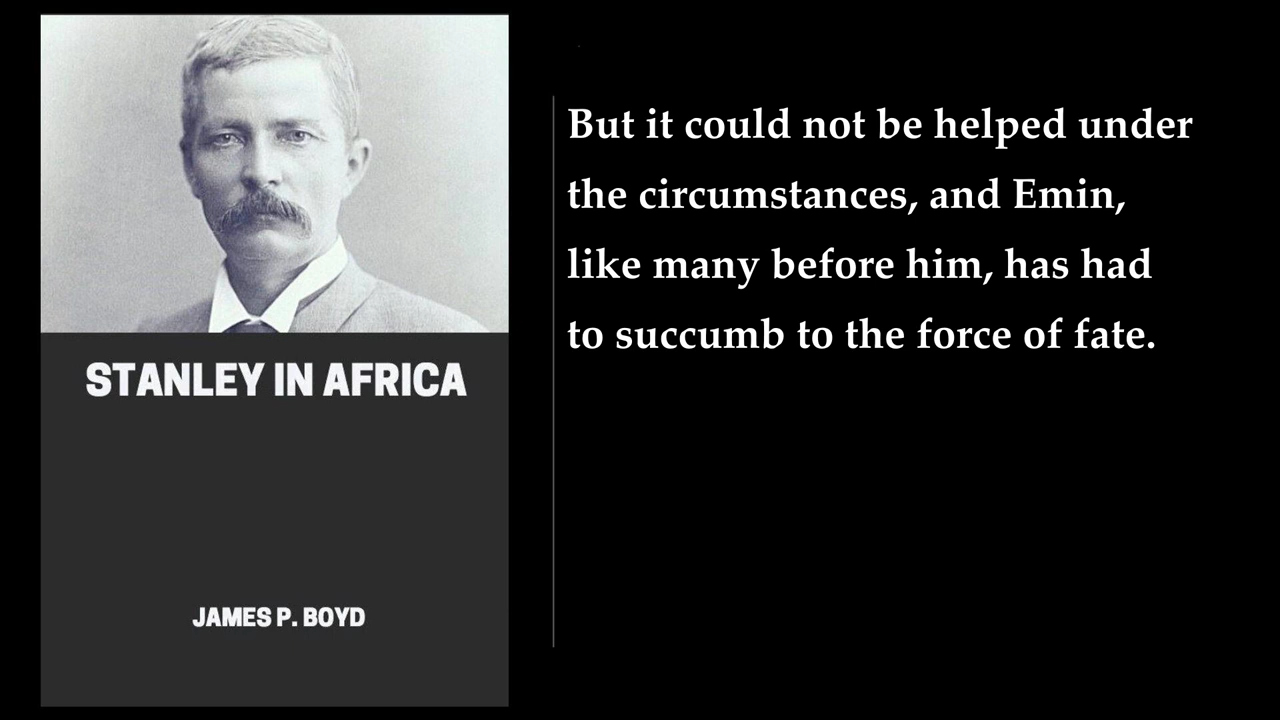 STANLEY IN AFRICA
JAMES P. BOYD
But it could not be helped under
the circumstances, and Emin,
like many before him, has had
to succumb to the force of fate.